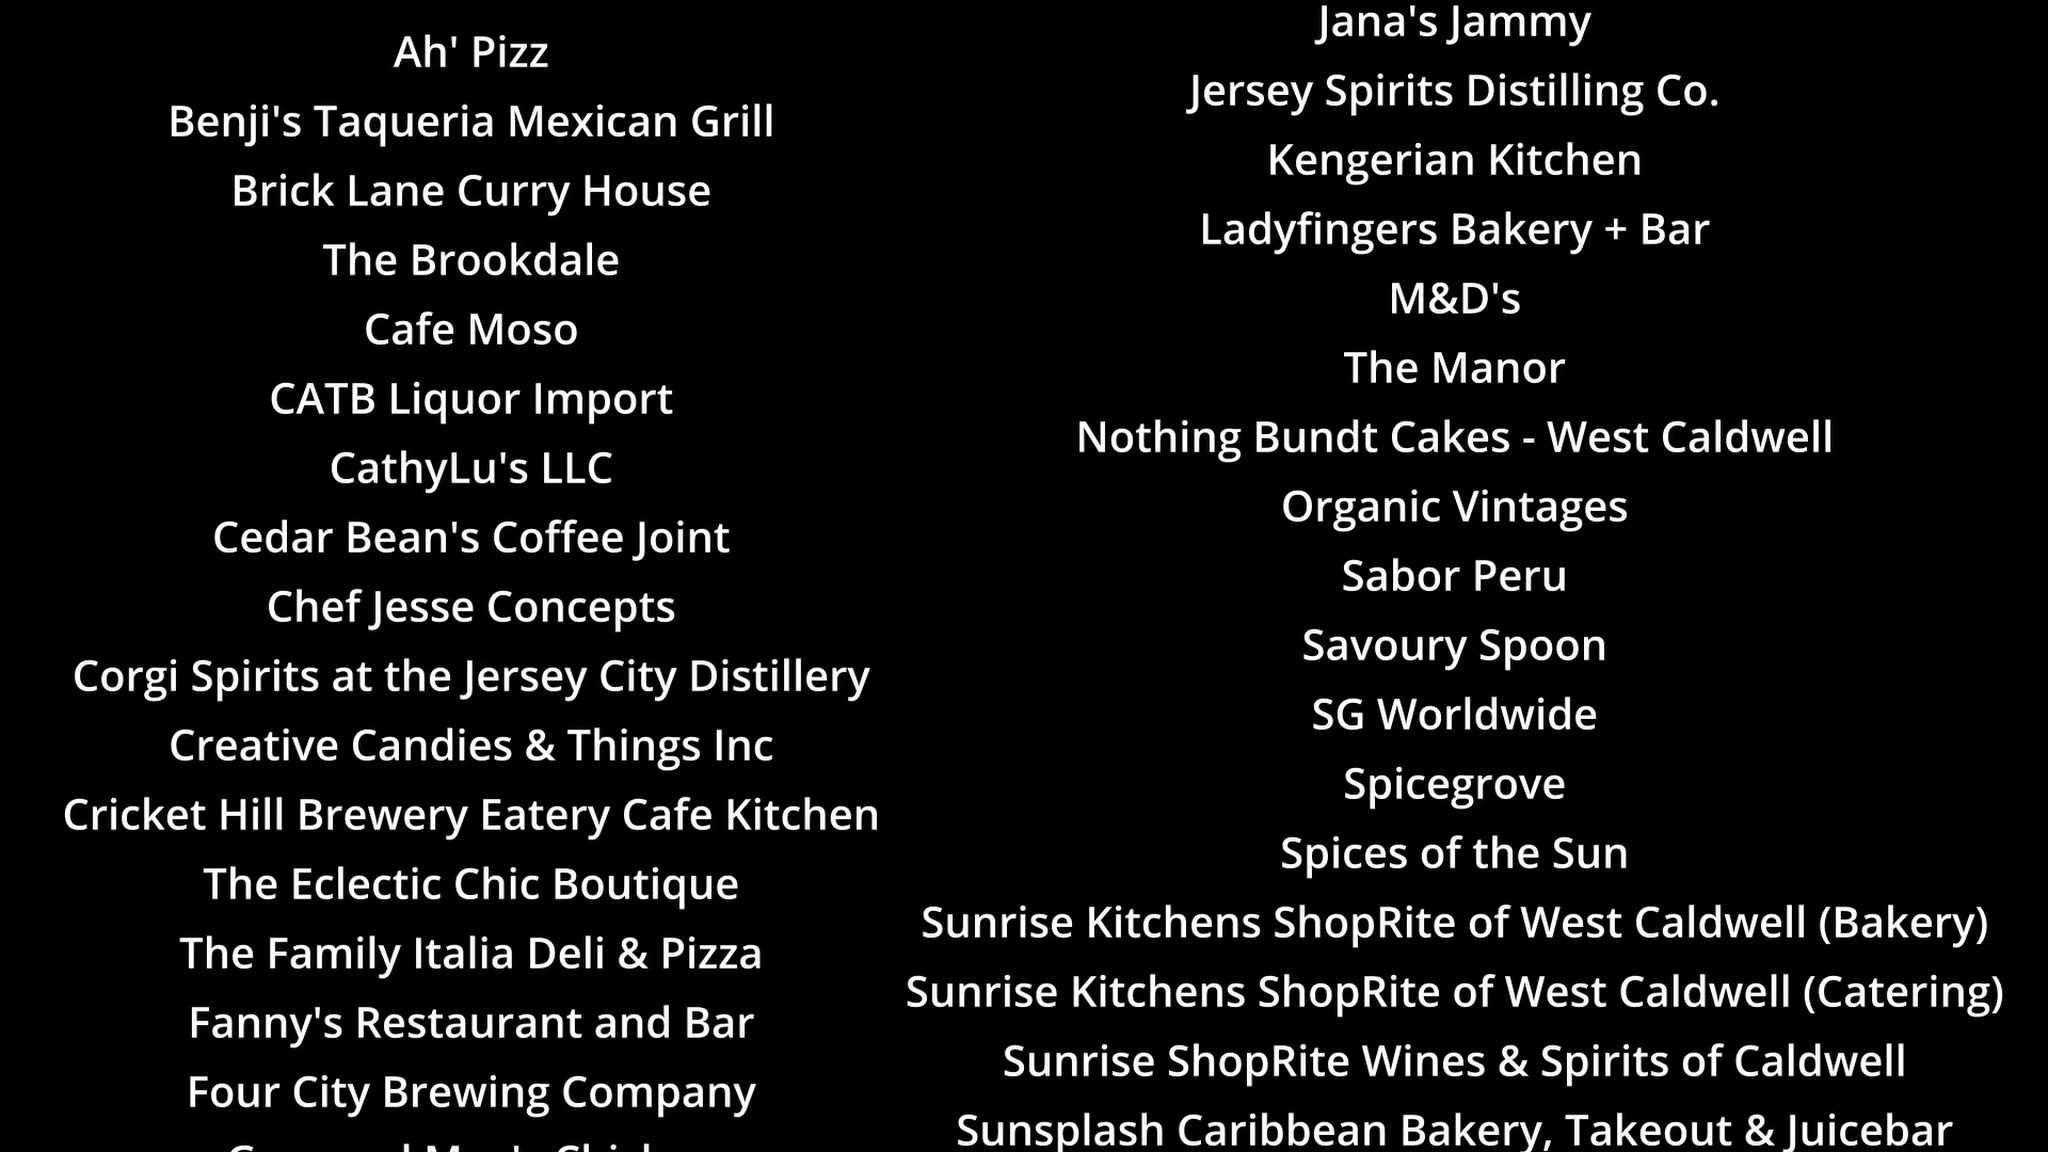 Ah' Pizz
Benji's Taqueria Mexican Grill
Brick Lane Curry House
The Brookdale
Cafe Moso
CATB Liquor Import
CathyLu's LLC
Cedar Bean's Coffee Joint
Chef Jesse Concepts
Corgi Spirits at the Jersey City Distillery
Creative Candies & Things Inc
Cricket Hill Brewery Eatery Cafe Kitchen
The Eclectic Chic Boutique
The Family Italia Deli & Pizza
Fanny's Restaurant and Bar
Four City Brewing Company
Jana's Jammy
Jersey Spirits Distilling Co.
Kengerian Kitchen
Ladyfingers Bakery + Bar
M&D's
The Manor
Nothing Bundt Cakes - West Caldwell
Organic Vintages
Sabor Peru
Savoury Spoon
SG Worldwide
Spicegrove
Spices of the Sun
Sunrise Kitchens ShopRite of West Caldwell (Bakery)
Sunrise Kitchens ShopRite of West Caldwell (Catering)
Sunrise ShopRite Wines & Spirits of Caldwell
Sunsplash Caribbean Bakery, Takeout & Juicebar